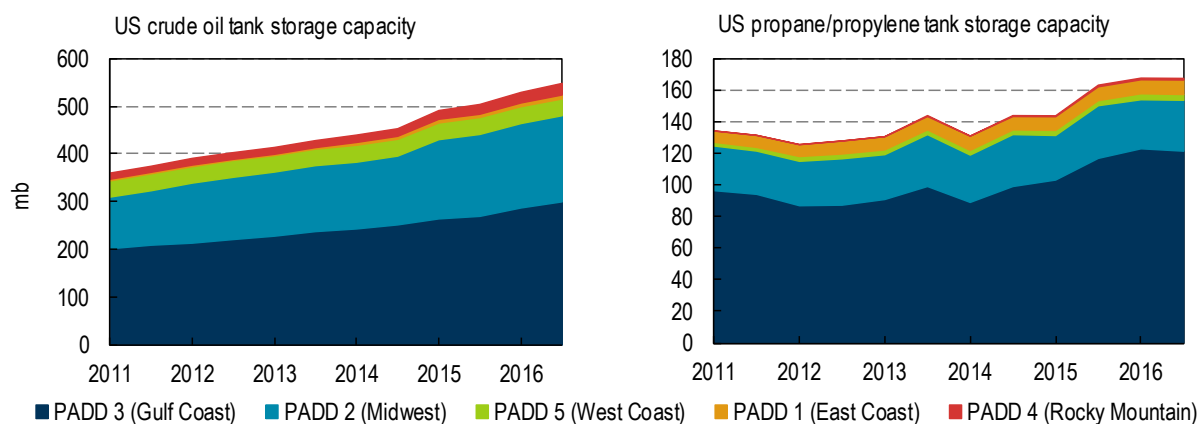 US crude oil tank storage capacity
600
500
400
300
200
100
0
mb
2011 2012 2013 2014 2015 2016
US propane/propylene tank storage capacity
180
160
140
120
100
80
60
40
20
0
2011 2012 2013 2014 2015 2016
PADD 3 (Gulf Coast) PADD 2 (Midwest) PADD 5 (West Coast) PADD 1 (East Coast) PADD 4 (Rocky Mountain)